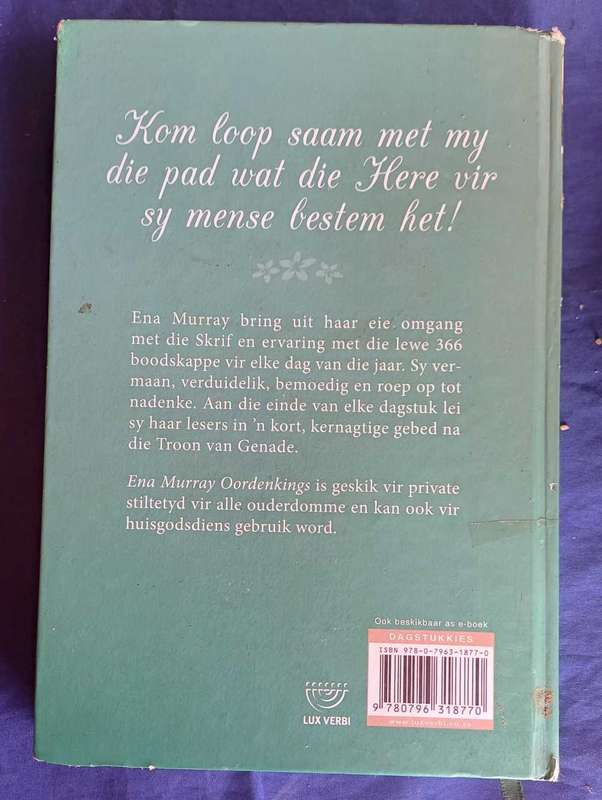 Kom loop saam met my
die pad wat die Here vir
sy mense bestem het!
Ena Murray bring uit haar eie omgang
met die Skrif en ervaring met die lewe 366
boodskappe vir elke dag van die jaar. Sy ver-
maan, verduidelik, bemoedig en roep op tot
nadenke. Aan die einde van elke dagstuk lei
sy haar lesers in 'n kort, kernagtige gebed na
die Troon van Genade.
Ena Murray Oordenkings is geskik vir private
stiltetyd vir alle ouderdomme en kan ook vir
huisgodsdiens gebruik word.
Ook beskikbaar as e-boek
DAGSTUKKIES
ISBN 978-0-7963-1877-0
9 780796 318770
www.luxverbi.co.za
LUX VERBI